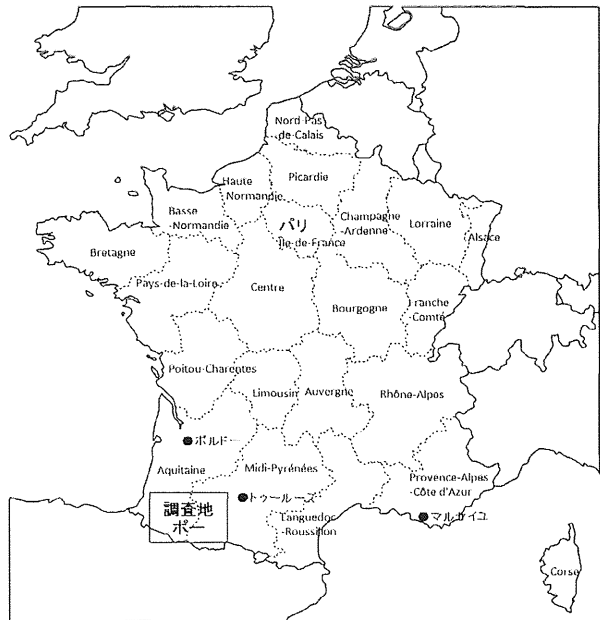 Nord-Pas
de-Calais
Picardie
Haute
Normandie
Basse
-Normandie
パリ
Île-de-France
Champagne
-Ardenne
Lorraine
Alsace
Bretagne
Pays-de-la-Loire
Centre
Bourgogne
Franche
-Comté
Poitou-Charentes
Limousin
Auvergne
Rhône-Alpes
ボルドー
Aquitaine
Midi-Pyrénées
トゥールーズ
調査地
ポー
Languedoc
-Roussillon
Provence-Alpes
-Côte d'Azur
マルセイユ
Corse